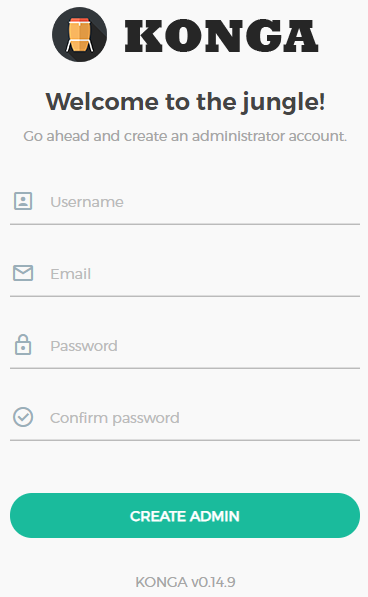 KONGA
Welcome to the jungle!
Go ahead and create an administrator account.
Username
Email
Password
Confirm password
CREATE ADMIN
KONGA v0.14.9